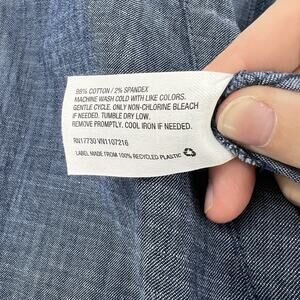 98% COTTON / 2% SPANDEX
MACHINE WASH COLD WITH LIKE COLORS.
GENTLE CYCLE. ONLY NON-CHLORINE BLEACH
IF NEEDED. TUMBLE DRY LOW.
REMOVE PROMPTLY. COOL IRON IF NEEDED.
RN17730 VN1107216
LABEL MADE FROM 100% RECYCLED PLASTIC